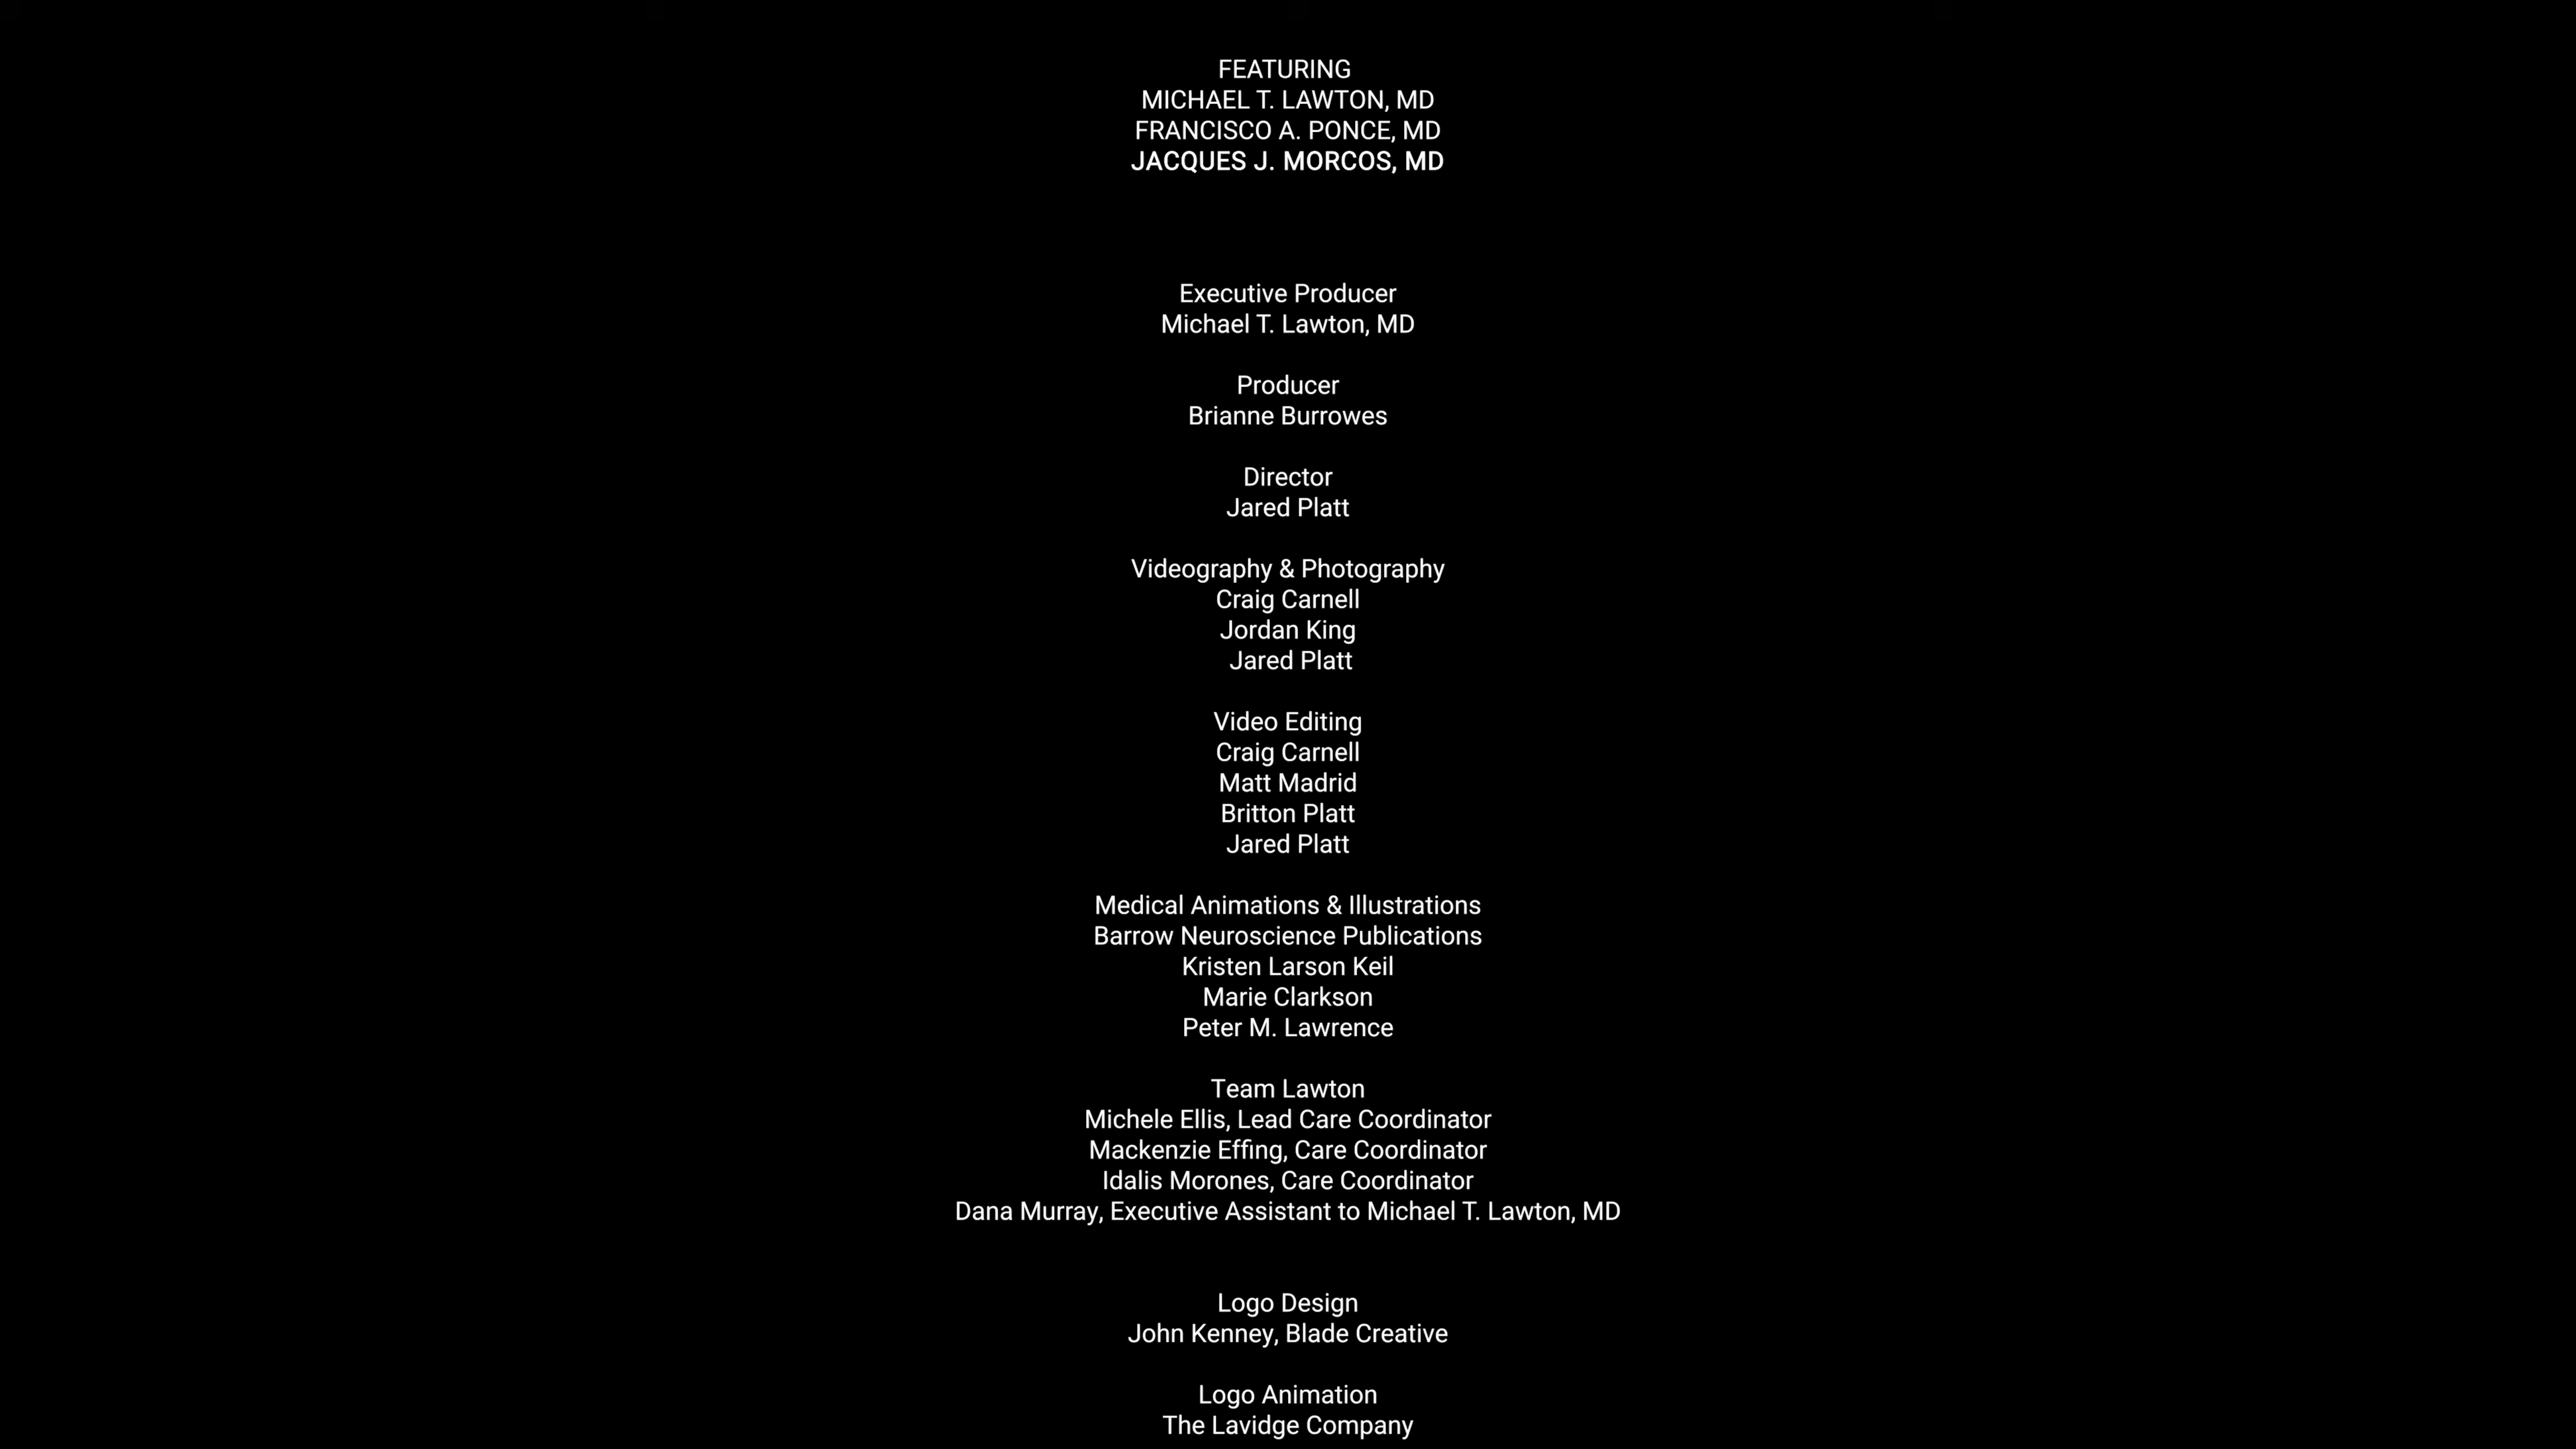 FEATURING
MICHAEL T. LAWTON, MD
FRANCISCO A. PONCE, MD
JACQUES J. MORCOS, MD
Executive Producer
Michael T. Lawton, MD
Producer
Brianne Burrowes
Director
Jared Platt
Videography & Photography
Craig Carnell
Jordan King
Jared Platt
Video Editing
Craig Carnell
Matt Madrid
Britton Platt
Jared Platt
Medical Animations & Illustrations
Barrow Neuroscience Publications
Kristen Larson Keil
Marie Clarkson
Peter M. Lawrence
Team Lawton
Michele Ellis, Lead Care Coordinator
Mackenzie Effing, Care Coordinator
Idalis Morones, Care Coordinator
Dana Murray, Executive Assistant to Michael T. Lawton, MD
Logo Design
John Kenney, Blade Creative
Logo Animation
The Lavidge Company